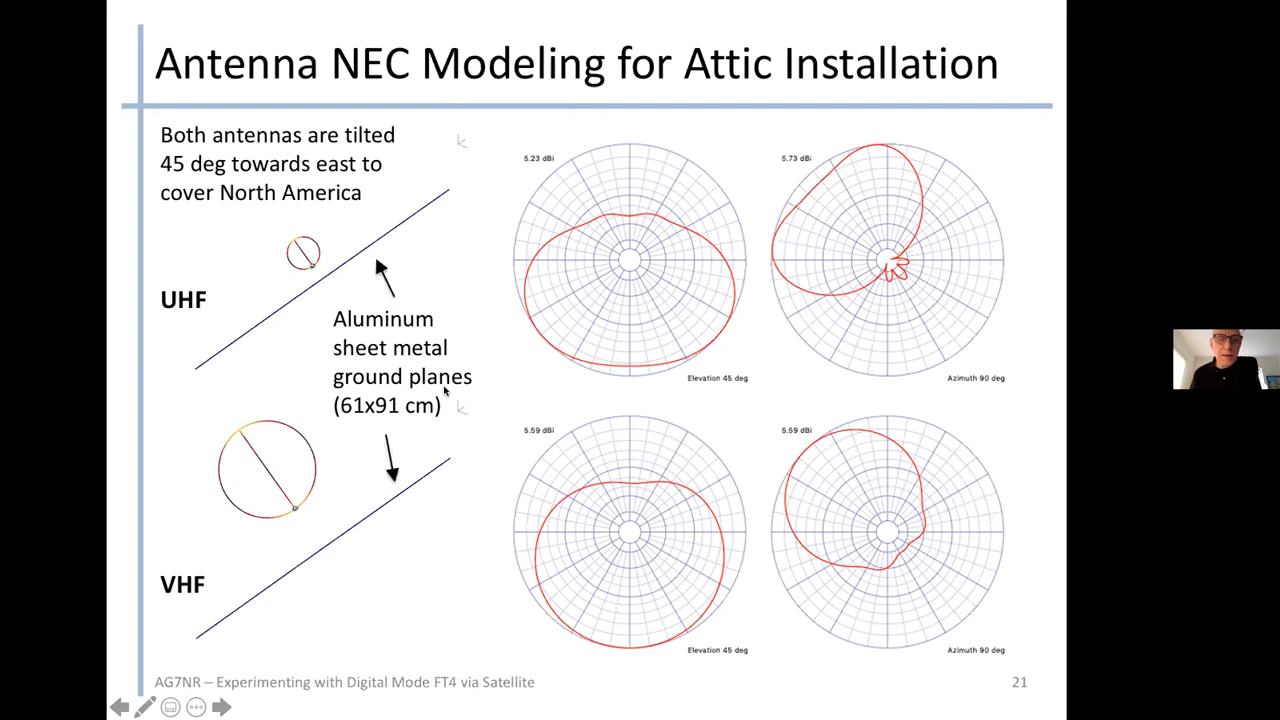 Antenna NEC Modeling for Attic Installation
Both antennas are tilted
45 deg towards east to
cover North America
UHF
Aluminum
sheet metal
ground planes
(61x91 cm)
VHF
5.23 dBi
Elevation 45 deg
5.73 dBi
Azimuth 90 deg
5.59 dBi
Elevation 45 deg
5.59 dBi
Azimuth 90 deg
AG7NR – Experimenting with Digital Mode FT4 via Satellite
21